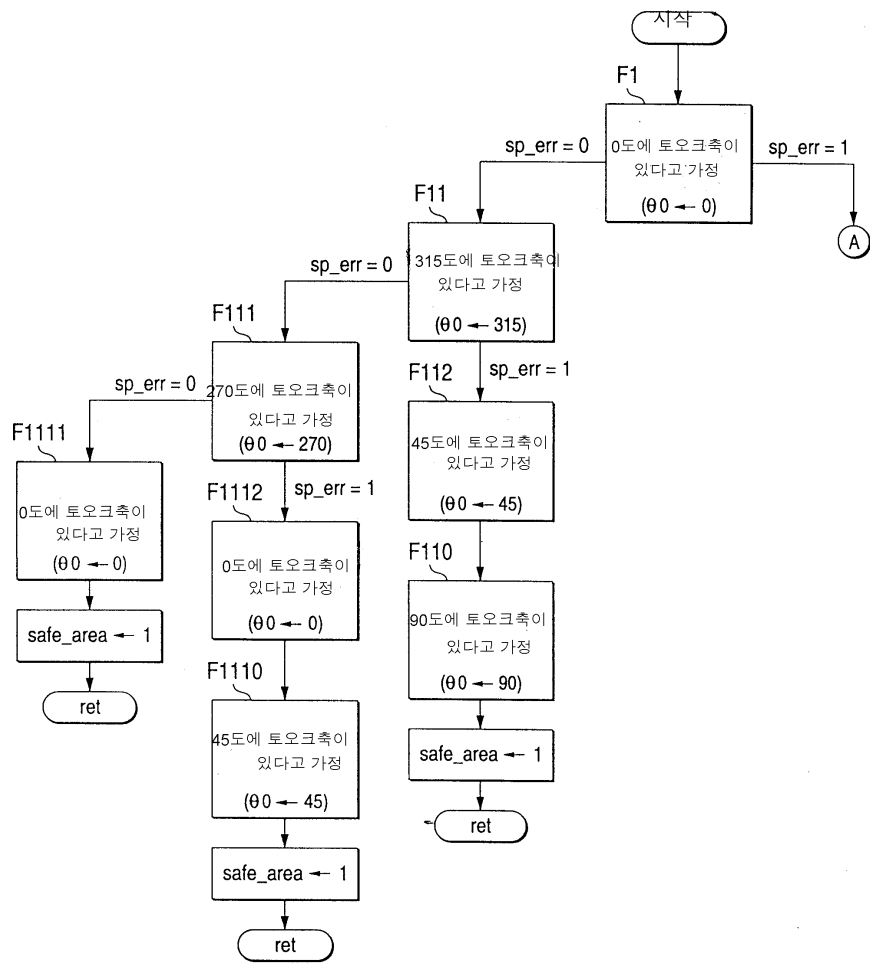 시작
F1
0도에 토오크축이
있다고 가정
(θ0 ← 0)
sp_err = 0
sp_err = 1
A
F11
315도에 토오크축이
있다고 가정
(θ0 ← 315)
sp_err = 0
sp_err = 1
F111
270도에 토오크축이
있다고 가정
(θ0 ← 270)
sp_err = 0
sp_err = 1
F112
45도에 토오크축이
있다고 가정
(θ0 ← 45)
F1111
0도에 토오크축이
있다고 가정
(θ0 ← 0)
safe_area ← 1
ret
F1112
0도에 토오크축이
있다고 가정
(θ0 ← 0)
F110
90도에 토오크축이
있다고 가정
(θ0 ← 90)
safe_area ← 1
ret
F1110
45도에 토오크축이
있다고 가정
(θ0 ← 45)
safe_area ← 1
ret